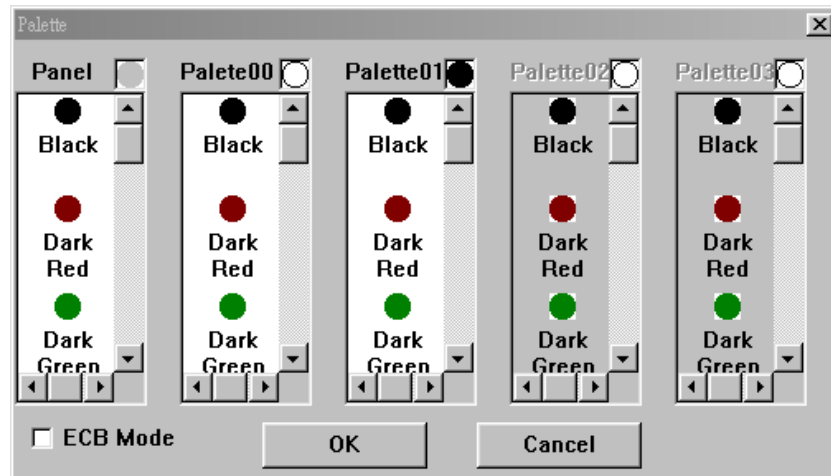 Palette
Panel Palete00 Palette01 Palette02 Palette03
Black Black Black Black Black
Dark Dark Dark Dark Dark
Red Red Red Red Red
Dark Dark Dark Dark Dark
Green Green Green Green Green
ECB Mode OK Cancel